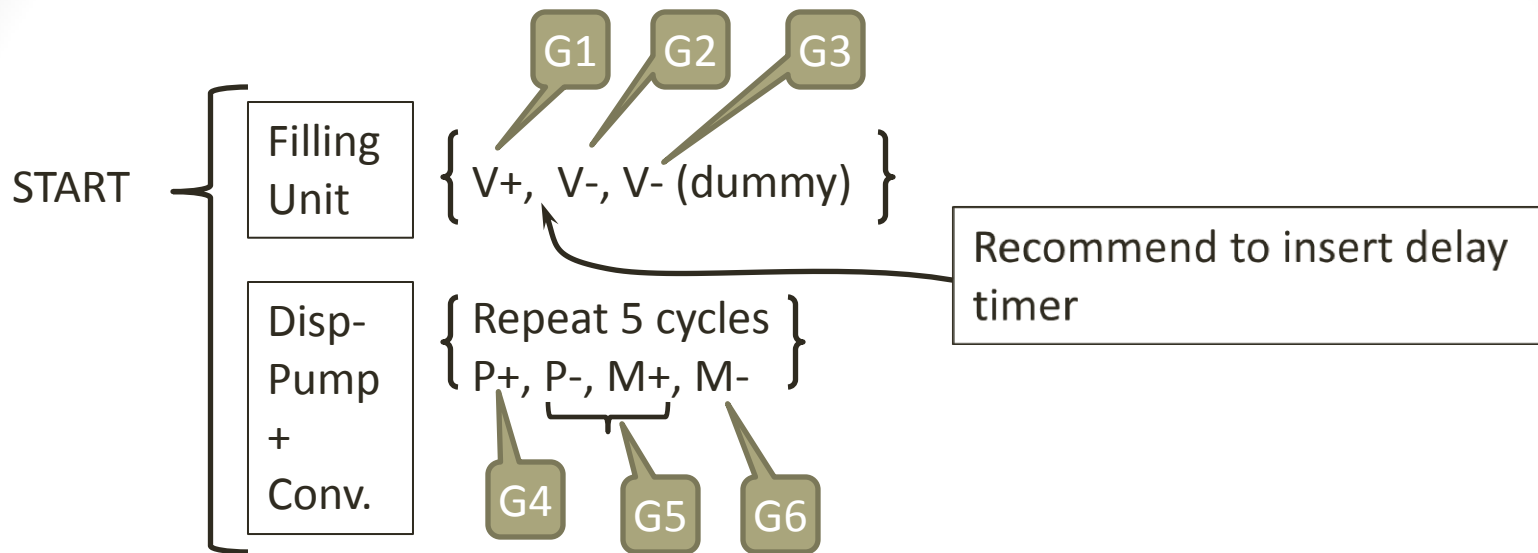 G1 G2 G3
START
Filling
Unit
V+, V-, V- (dummy)
Recommend to insert delay
timer
Disp-
Pump
+
Conv.
Repeat 5 cycles
P+, P-, M+, M-
G4 G5 G6